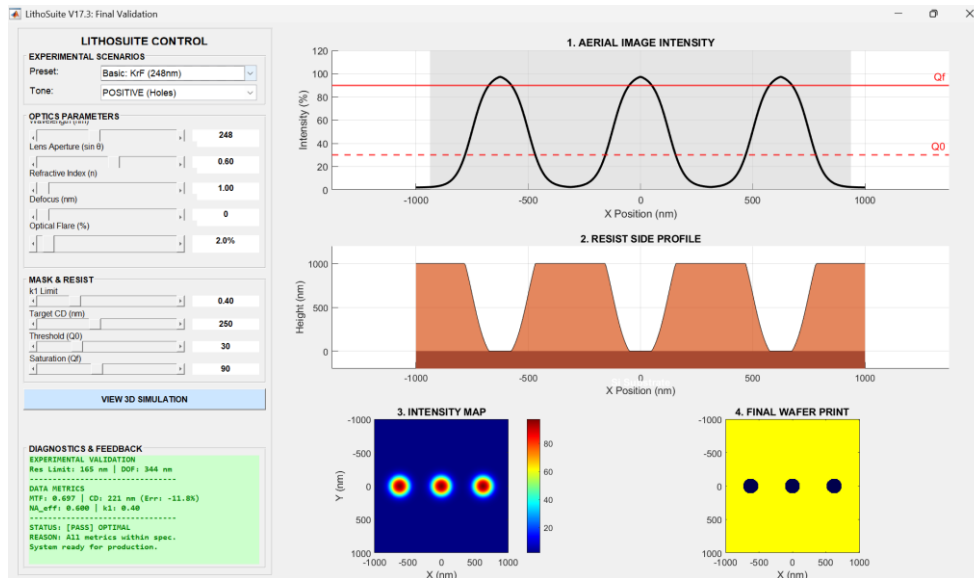 LithoSuite V17.3: Final Validation
LITHOSUITE CONTROL
EXPERIMENTAL SCENARIOS
Preset: Basic: KrF (248nm)
Tone: POSITIVE (Holes)
OPTICS PARAMETERS
Wavelength (nm)
248
Lens Aperture (sin θ)
0.60
Refractive Index (n)
1.00
Defocus (nm)
0
Optical Flare (%)
2.0%
MASK & RESIST
k1 Limit
0.40
Target CD (nm)
250
Threshold (Q0)
30
Saturation (Qf)
90
VIEW 3D SIMULATION
DIAGNOSTICS & FEEDBACK
EXPERIMENTAL VALIDATION
Res Limit: 165 nm | DOF: 344 nm
--------------------------------
DATA METRICS
MTF: 0.697 | CD: 221 nm (Err: -11.8%)
NA_eff: 0.600 | k1: 0.40
--------------------------------
STATUS: [PASS] OPTIMAL
REASON: All metrics within spec.
System ready for production.
1. AERIAL IMAGE INTENSITY
120
100
80
60
40
20
0
Intensity (%)
Qf
Q0
-1000 -500 0 500 1000
X Position (nm)
2. RESIST SIDE PROFILE
1000
500
0
Height (nm)
-1000 -500 0 500 1000
X Position (nm)
3. INTENSITY MAP
-1000
-500
0
500
1000
Y (nm)
-1000 -500 0 500 1000
X (nm)
80
60
40
20
4. FINAL WAFER PRINT
-1000
-500
0
500
1000
-1000 -500 0 500 1000
X (nm)